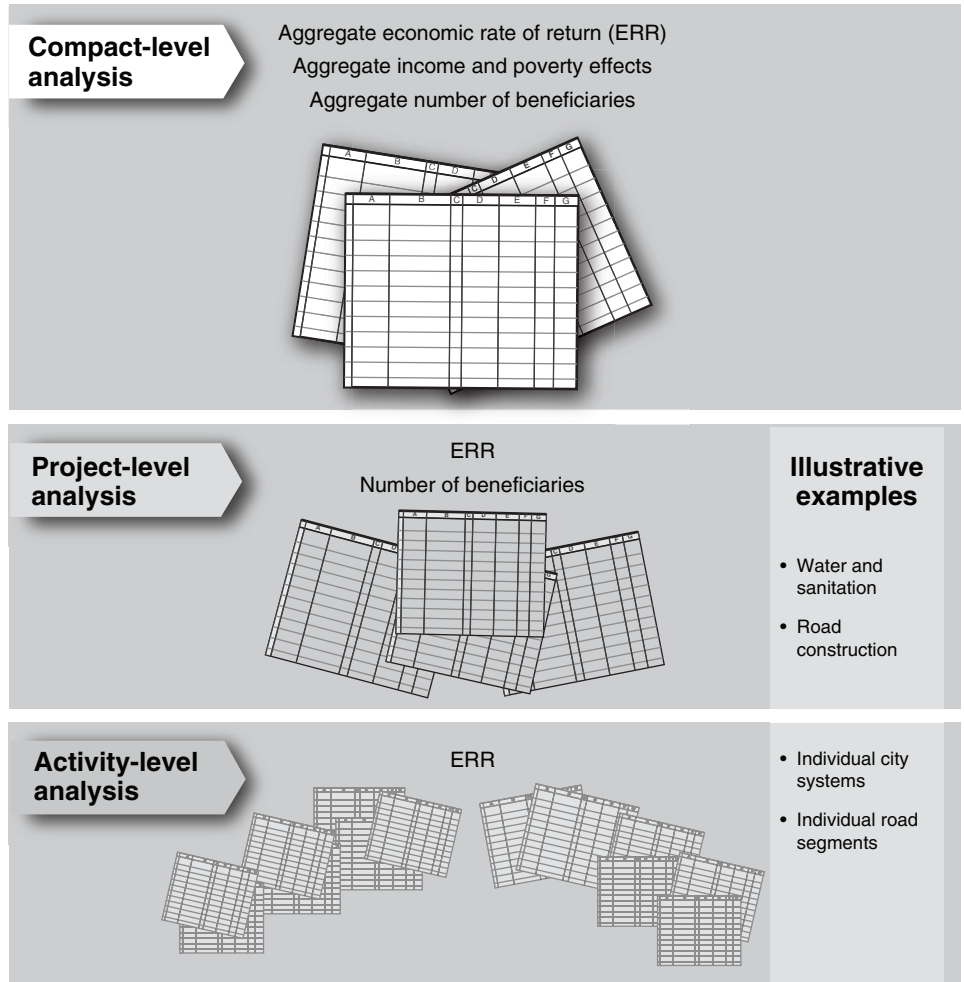 Compact-level
analysis
Aggregate economic rate of return (ERR)
Aggregate income and poverty effects
Aggregate number of beneficiaries
A B C D
C D E F G
A B C D E F G
Project-level
analysis
ERR
Number of beneficiaries
A B C D
A B C D E F G
C D E F G
G
Illustrative
examples
• Water and
sanitation
• Road
construction
Activity-level
analysis
ERR
• Individual city
systems
• Individual road
segments